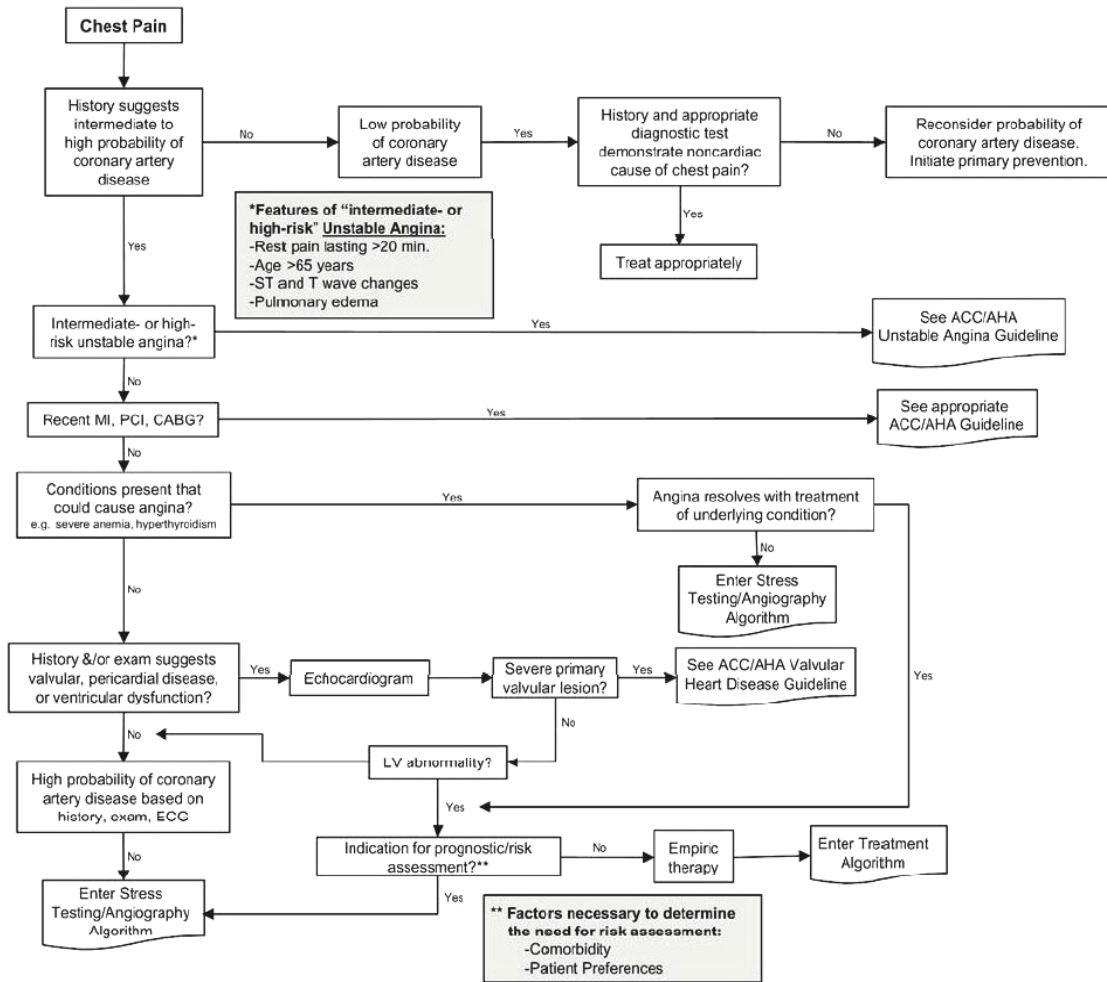 Chest Pain
History suggests
intermediate to
high probability of
coronary artery
disease
No
Low probability
of coronary
artery disease
Yes
History and appropriate
diagnostic test
demonstrate noncardiac
cause of chest pain?
No
Reconsider probability of
coronary artery disease.
Initiate primary prevention.
Yes
Treat appropriately
*Features of “intermediate- or
high-risk” Unstable Angina:
-Rest pain lasting >20 min.
-Age >65 years
-ST and T wave changes
-Pulmonary edema
Yes
Intermediate- or high-
risk unstable angina?*
Yes
See ACC/AHA
Unstable Angina Guideline
No
Recent MI, PCI, CABG?
Yes
See appropriate
ACC/AHA Guideline
No
Conditions present that
could cause angina?
e.g. severe anemia, hyperthyroidism
Yes
Angina resolves with treatment
of underlying condition?
No
Enter Stress
Testing/Angiography
Algorithm
Yes
No
History &/or exam suggests
valvular, pericardial disease,
or ventricular dysfunction?
Yes
Echocardiogram
Severe primary
valvular lesion?
Yes
See ACC/AHA Valvular
Heart Disease Guideline
No
No
LV abnormality?
Yes
High probability of coronary
artery disease based on
history, exam, ECG
No
Indication for prognostic/risk
assessment?**
No
Empiric
therapy
Enter Treatment
Algorithm
Yes
Enter Stress
Testing/Angiography
Algorithm
** Factors necessary to determine
the need for risk assessment:
-Comorbidity
-Patient Preferences